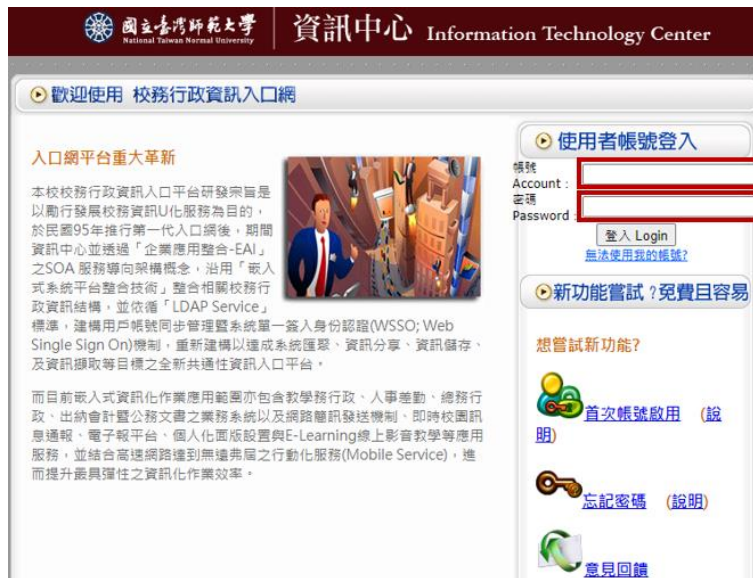 國立臺灣師範大學
National Taiwan Normal University
資訊中心 Information Technology Center
歡迎使用 校務行政資訊入口網
入口網平台重大革新
本校校務行政資訊入口平台研發宗旨是
以勵行發展校務資訊U化服務為目的，
於民國95年推行第一代入口網後，期間
資訊中心並透過「企業應用整合-EAI」
之SOA 服務導向架構概念，沿用「嵌入
式系統平台整合技術」整合相關校務行
政資訊結構，並依循「LDAP Service」
標準，建構用戶帳號同步管理暨系統單一簽入身份認證(WSSO; Web
Single Sign On)機制，重新建構以達成系統匯聚、資訊分享、資訊儲存、
及資訊擷取等目標之全新共通性資訊入口平台。
而目前嵌入式資訊化作業應用範圍亦包含教學務行政、人事差勤、總務行
政、出納會計暨公務文書之業務系統以及網路簡訊發送機制、即時校園訊
息通報、電子報平台、個人化面版設置與E-Learning線上影音教學等應用
服務，並結合高速網路達到無遠弗屆之行動化服務(Mobile Service)，進
而提升最具彈性之資訊化作業效率。
使用者帳號登入
帳號
Account :
密碼
Password :
登入 Login
無法使用我的帳號?
新功能嘗試?免費且容易
想嘗試新功能?
首次帳號啟用 (說
明)
忘記密碼 (說明)
意見回饋